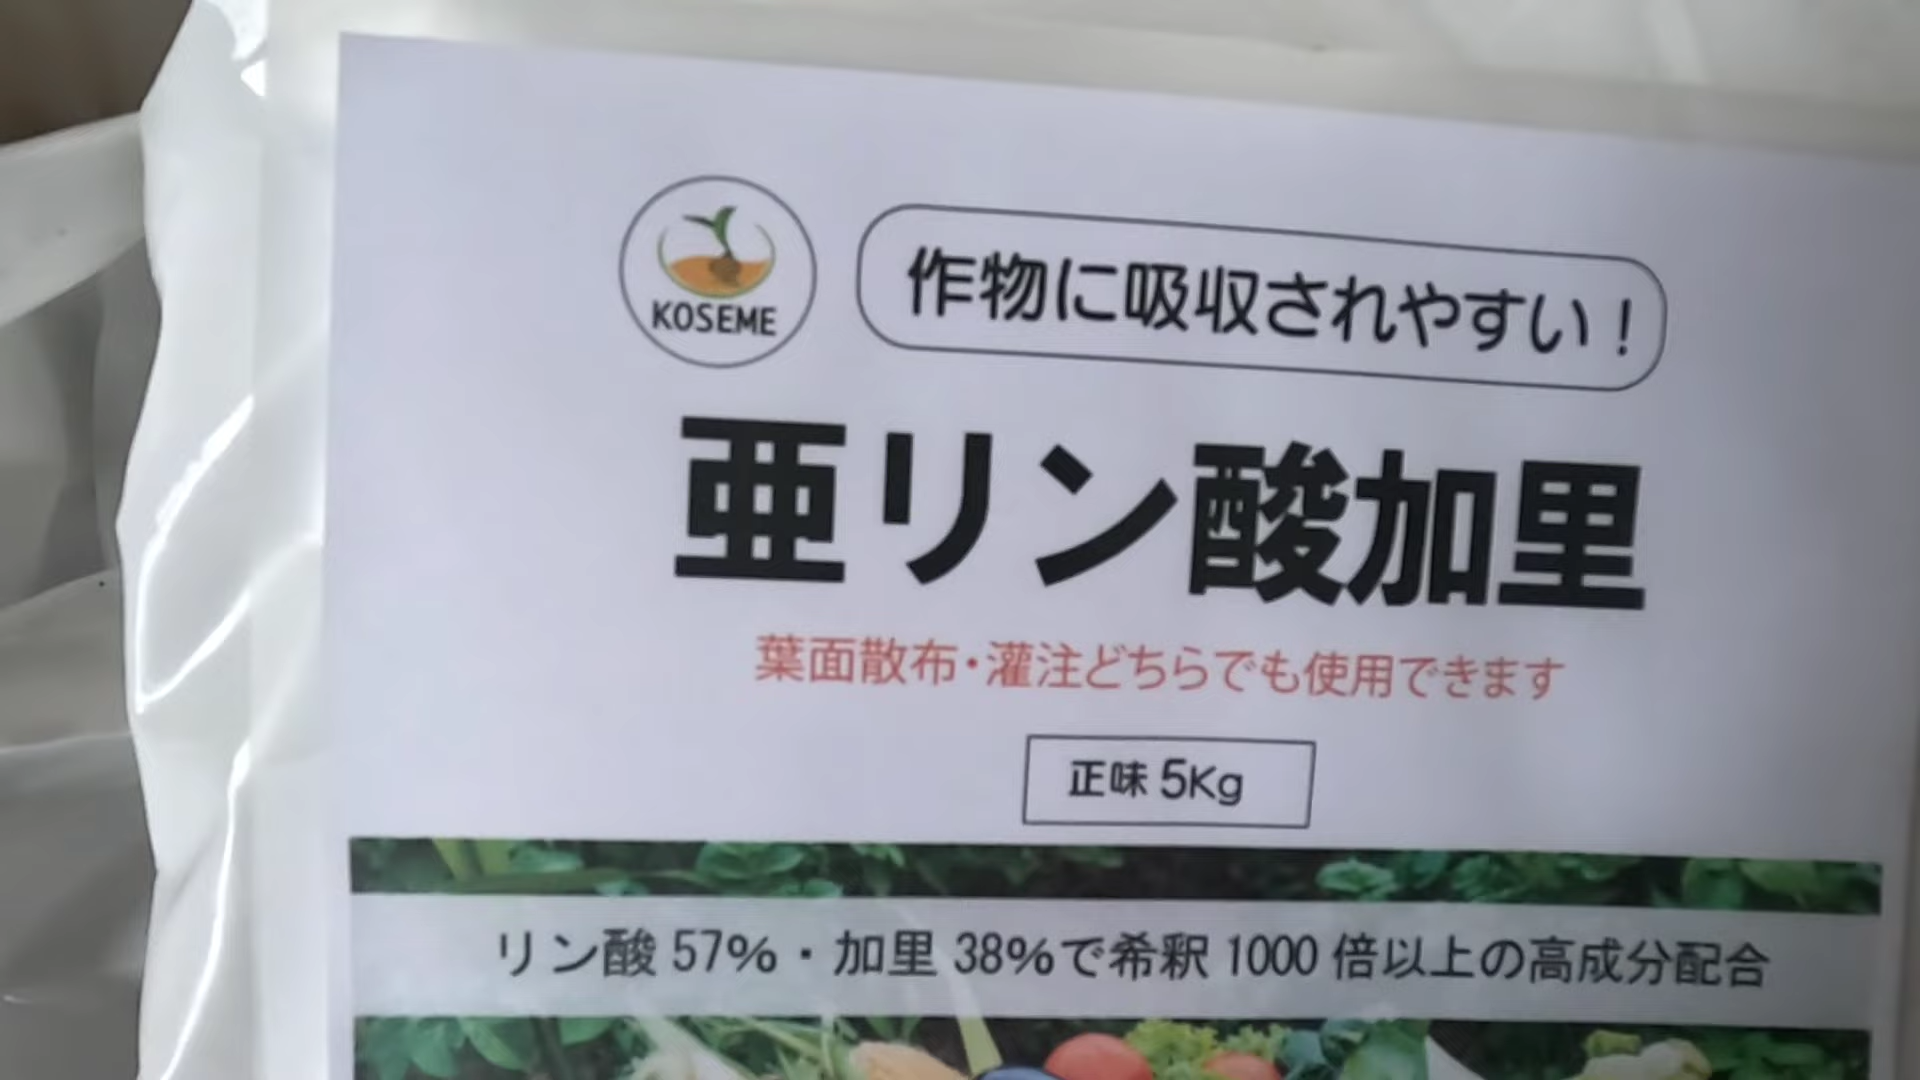 KOSEME
作物に吸収されやすい！
亜リン酸加里
葉面散布・灌注どちらでも使用できます
正味 5Kg
リン酸 57%・加里 38%で希釈 1000 倍以上の高成分配合